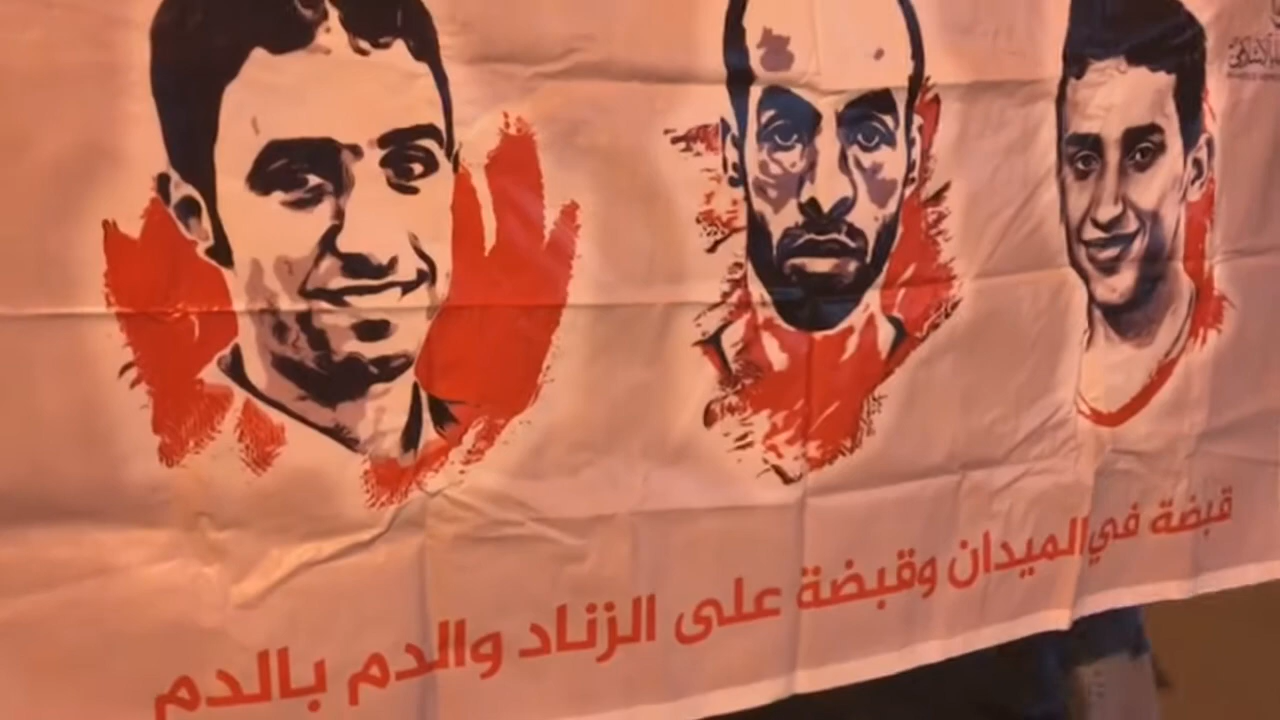 قبضة في الميدان وقبضة على الزناد والدم بالدم